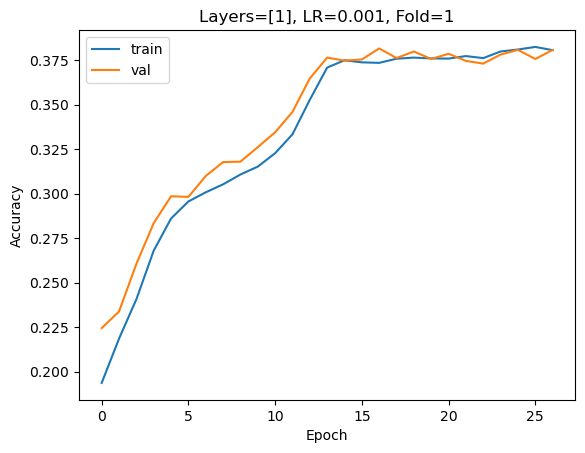 Layers=[1], LR=0.001, Fold=1
train
val
0.375
0.350
0.325
0.300
0.275
0.250
0.225
0.200
Accuracy
0 5 10 15 20 25
Epoch